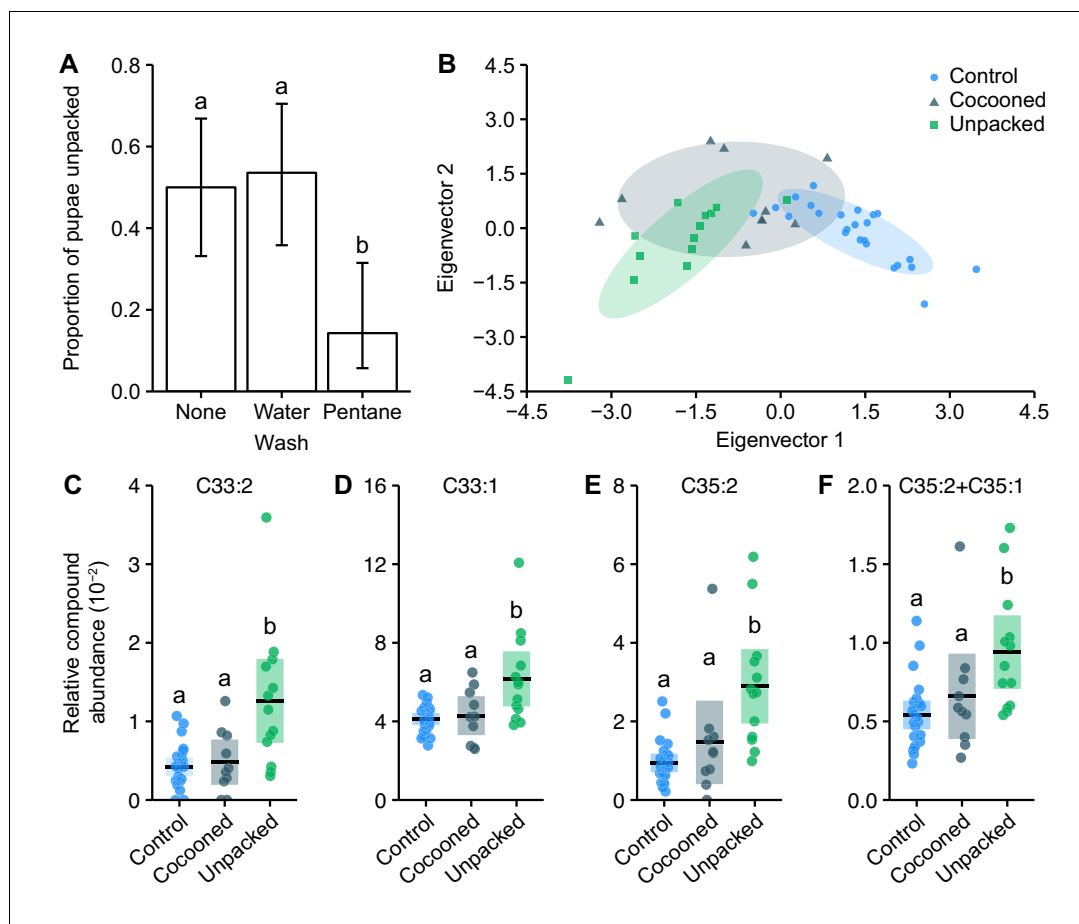 A
Proportion of pupae unpacked
0.8
0.6
0.4
0.2
0.0
a
a
b
None Water Pentane
Wash
B
Eigenvector 2
4.5
3.0
1.5
0.0
−1.5
−3.0
−4.5
−4.5 −3.0 −1.5 0.0 1.5 3.0 4.5
Eigenvector 1
Control
Cocooned
Unpacked
C
C33:2
Relative compound
abundance (10⁻²)
4
3
2
1
0
a
a
b
Control Cocooned Unpacked
D
C33:1
16
12
8
4
0
a
a
b
Control Cocooned Unpacked
E
C35:2
8
6
4
2
0
a
a
b
Control Cocooned Unpacked
F
C35:2+C35:1
2.0
1.5
1.0
0.5
0.0
a
a
b
Control Cocooned Unpacked